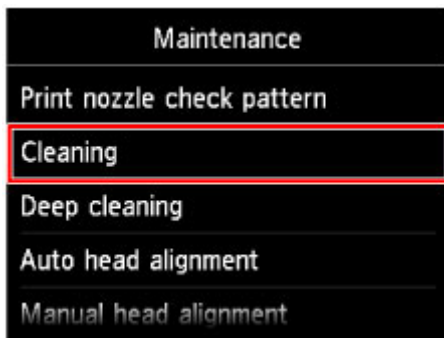 Maintenance
Print nozzle check pattern
Cleaning
Deep cleaning
Auto head alignment
Manual head alignment